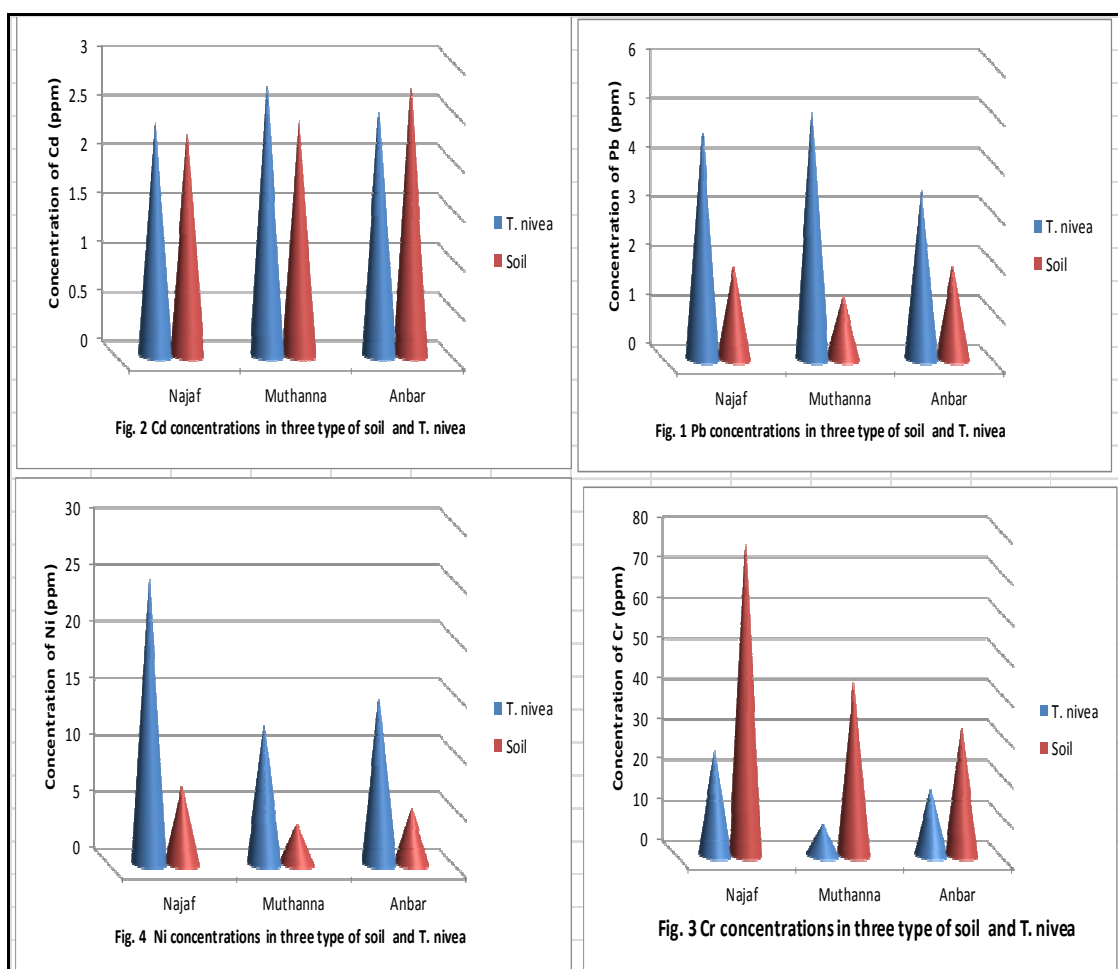 Concentration of Cd (ppm)
3
2.5
2
1.5
1
0.5
0
Najaf Muthanna Anbar
T. nivea
Soil
Fig. 2 Cd concentrations in three type of soil and T. nivea
Concentration of Pb (ppm)
6
5
4
3
2
1
0
Najaf Muthanna Anbar
T. nivea
Soil
Fig. 1 Pb concentrations in three type of soil and T. nivea
Concentration of Ni (ppm)
30
25
20
15
10
5
0
Najaf Muthanna Anbar
T. nivea
Soil
Fig. 4 Ni concentrations in three type of soil and T. nivea
Concentration of Cr (ppm)
80
70
60
50
40
30
20
10
0
Najaf Muthanna Anbar
T. nivea
Soil
Fig. 3 Cr concentrations in three type of soil and T. nivea